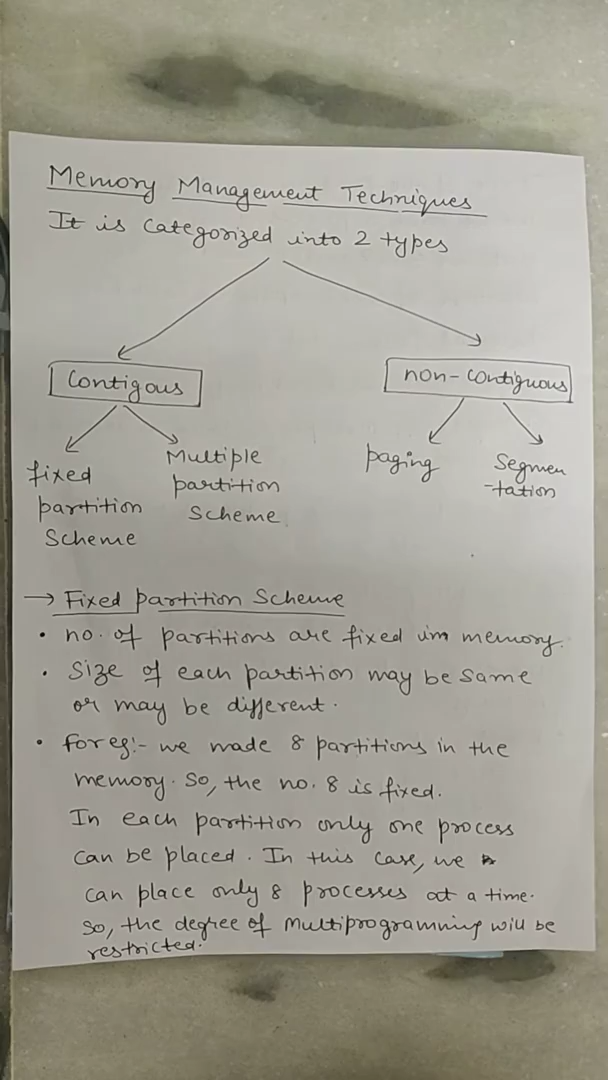 Memory Management Techniques
It is Categorized into 2 types
Contigous
non-contiguous
fixed
partition
Scheme
Multiple
partition
Scheme
paging
Segmen
-tation
→ Fixed partition Scheme
• no. of partitions are fixed im memory.
• Size of each partition may be same
or may be different.
• for eg:- we made 8 partitions in the
memory. So, the no. 8 is fixed.
In each partition only one process
can be placed. In this case, we
can place only 8 processes at a time.
So, the degree of Multiprogramming will be
restricted.